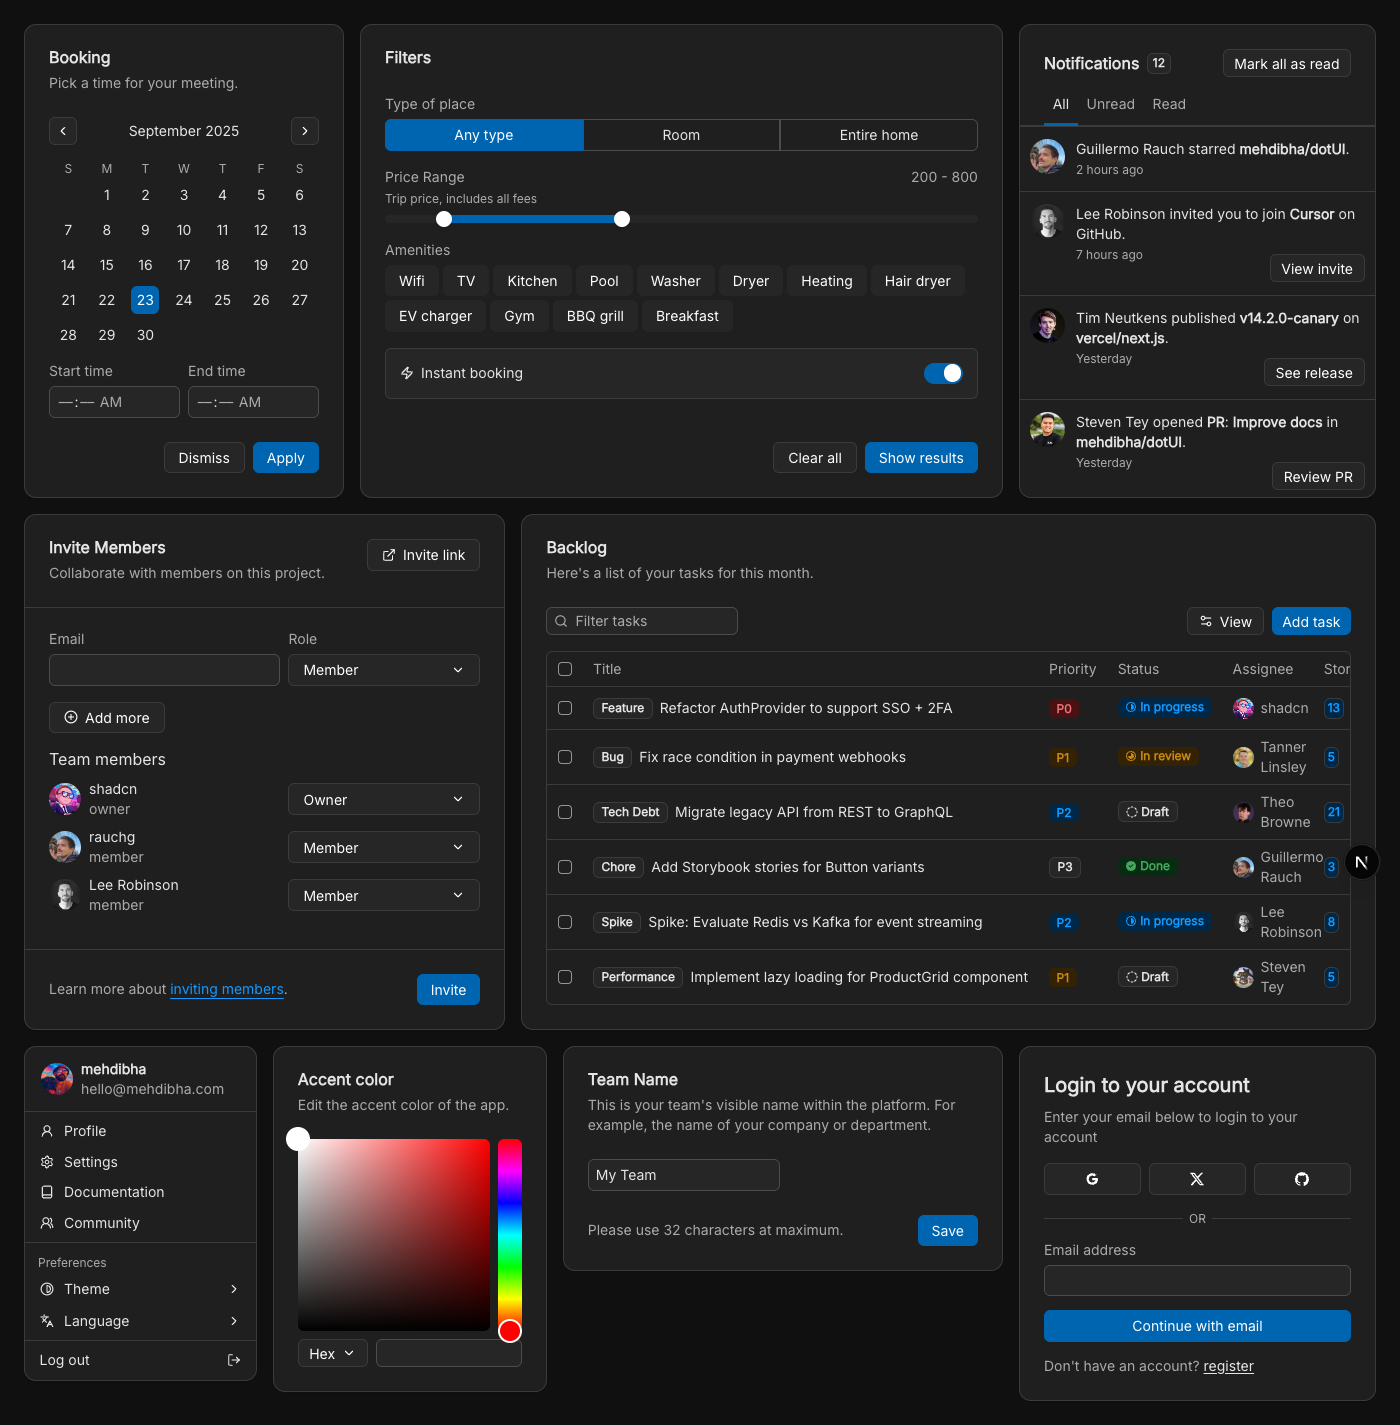 Booking
Pick a time for your meeting.
September 2025
S M T W T F S
1 2 3 4 5 6
7 8 9 10 11 12 13
14 15 16 17 18 19 20
21 22 23 24 25 26 27
28 29 30
Start time End time
––:–– AM ––:–– AM
Dismiss Apply
Filters
Type of place
Any type Room Entire home
Price Range 200 - 800
Trip price, includes all fees
Amenities
Wifi TV Kitchen Pool Washer Dryer Heating Hair dryer
EV charger Gym BBQ grill Breakfast
Instant booking
Clear all Show results
Notifications 12 Mark all as read
All Unread Read
Guillermo Rauch starred mehdibha/dotUI.
2 hours ago
Lee Robinson invited you to join Cursor on
GitHub.
7 hours ago
View invite
Tim Neutkens published v14.2.0-canary on
vercel/next.js.
Yesterday
See release
Steven Tey opened PR: Improve docs in
mehdibha/dotUI.
Yesterday
Review PR
Invite Members
Collaborate with members on this project.
Invite link
Email Role
Member
Add more
Team members
shadcn
owner
Owner
rauchg
member
Member
Lee Robinson
member
Member
Learn more about inviting members.
Invite
Backlog
Here's a list of your tasks for this month.
Filter tasks View Add task
Title Priority Status Assignee Stor
Feature Refactor AuthProvider to support SSO + 2FA P0 In progress shadcn 13
Bug Fix race condition in payment webhooks P1 In review Tanner Linsley 5
Tech Debt Migrate legacy API from REST to GraphQL P2 Draft Theo Browne 21
Chore Add Storybook stories for Button variants P3 Done Guillermo Rauch 3
N
Spike Spike: Evaluate Redis vs Kafka for event streaming P2 In progress Lee Robinson 8
Performance Implement lazy loading for ProductGrid component P1 Draft Steven Tey 5
mehdibha
hello@mehdibha.com
Profile
Settings
Documentation
Community
Preferences
Theme
Language
Log out
Accent color
Edit the accent color of the app.
Hex
Team Name
This is your team's visible name within the platform. For
example, the name of your company or department.
My Team
Please use 32 characters at maximum.
Save
Login to your account
Enter your email below to login to your
account
G X
OR
Email address
Continue with email
Don't have an account? register